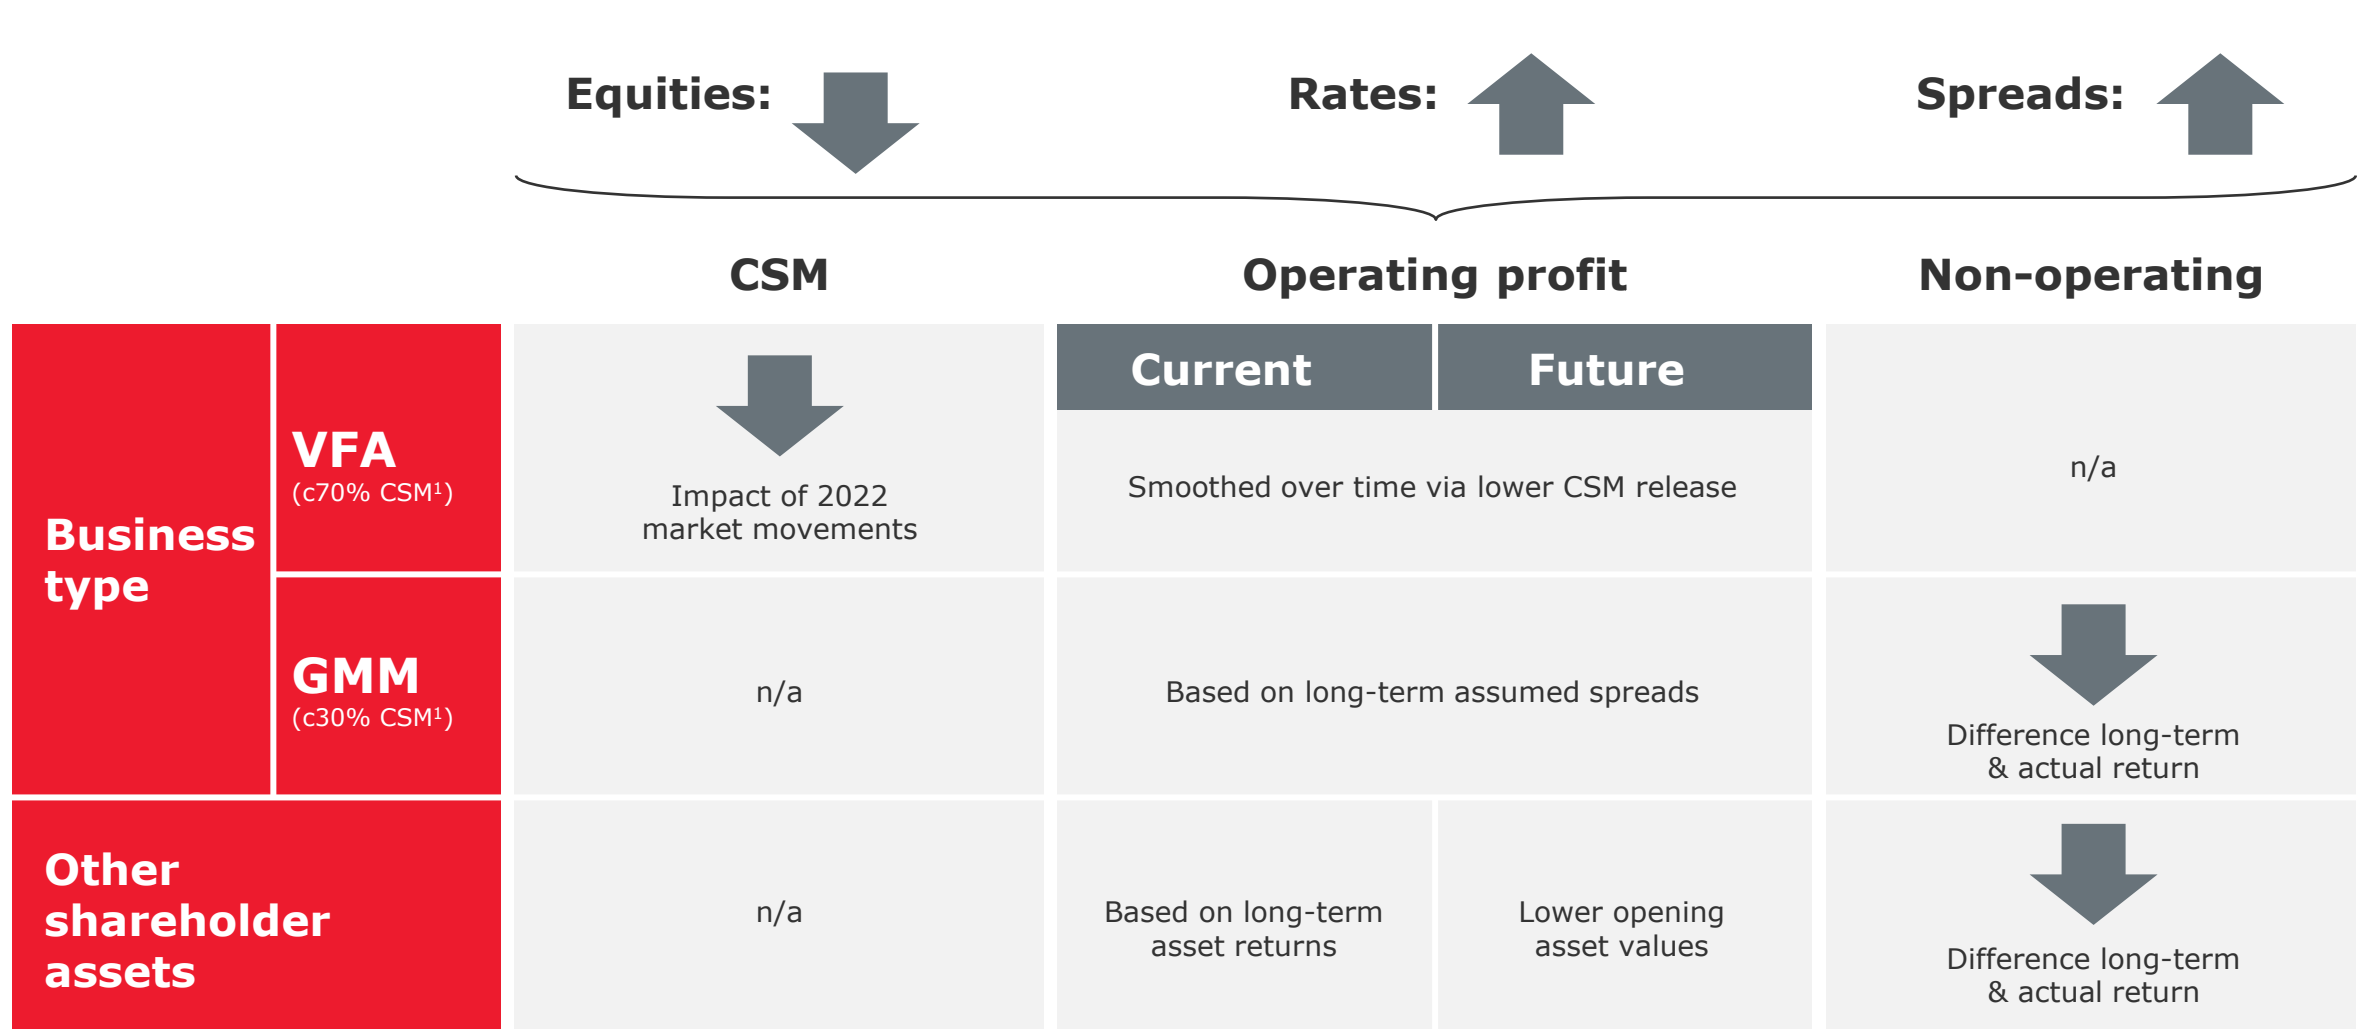 Equities:
Rates:
Spreads:
CSM
Operating profit
Non-operating
Business
type
VFA
(c70% CSM¹)
Impact of 2022
market movements
Current
Future
Smoothed over time via lower CSM release
n/a
GMM
(c30% CSM¹)
n/a
Based on long-term assumed spreads
Difference long-term
& actual return
Other
shareholder
assets
n/a
Based on long-term
asset returns
Lower opening
asset values
Difference long-term
& actual return